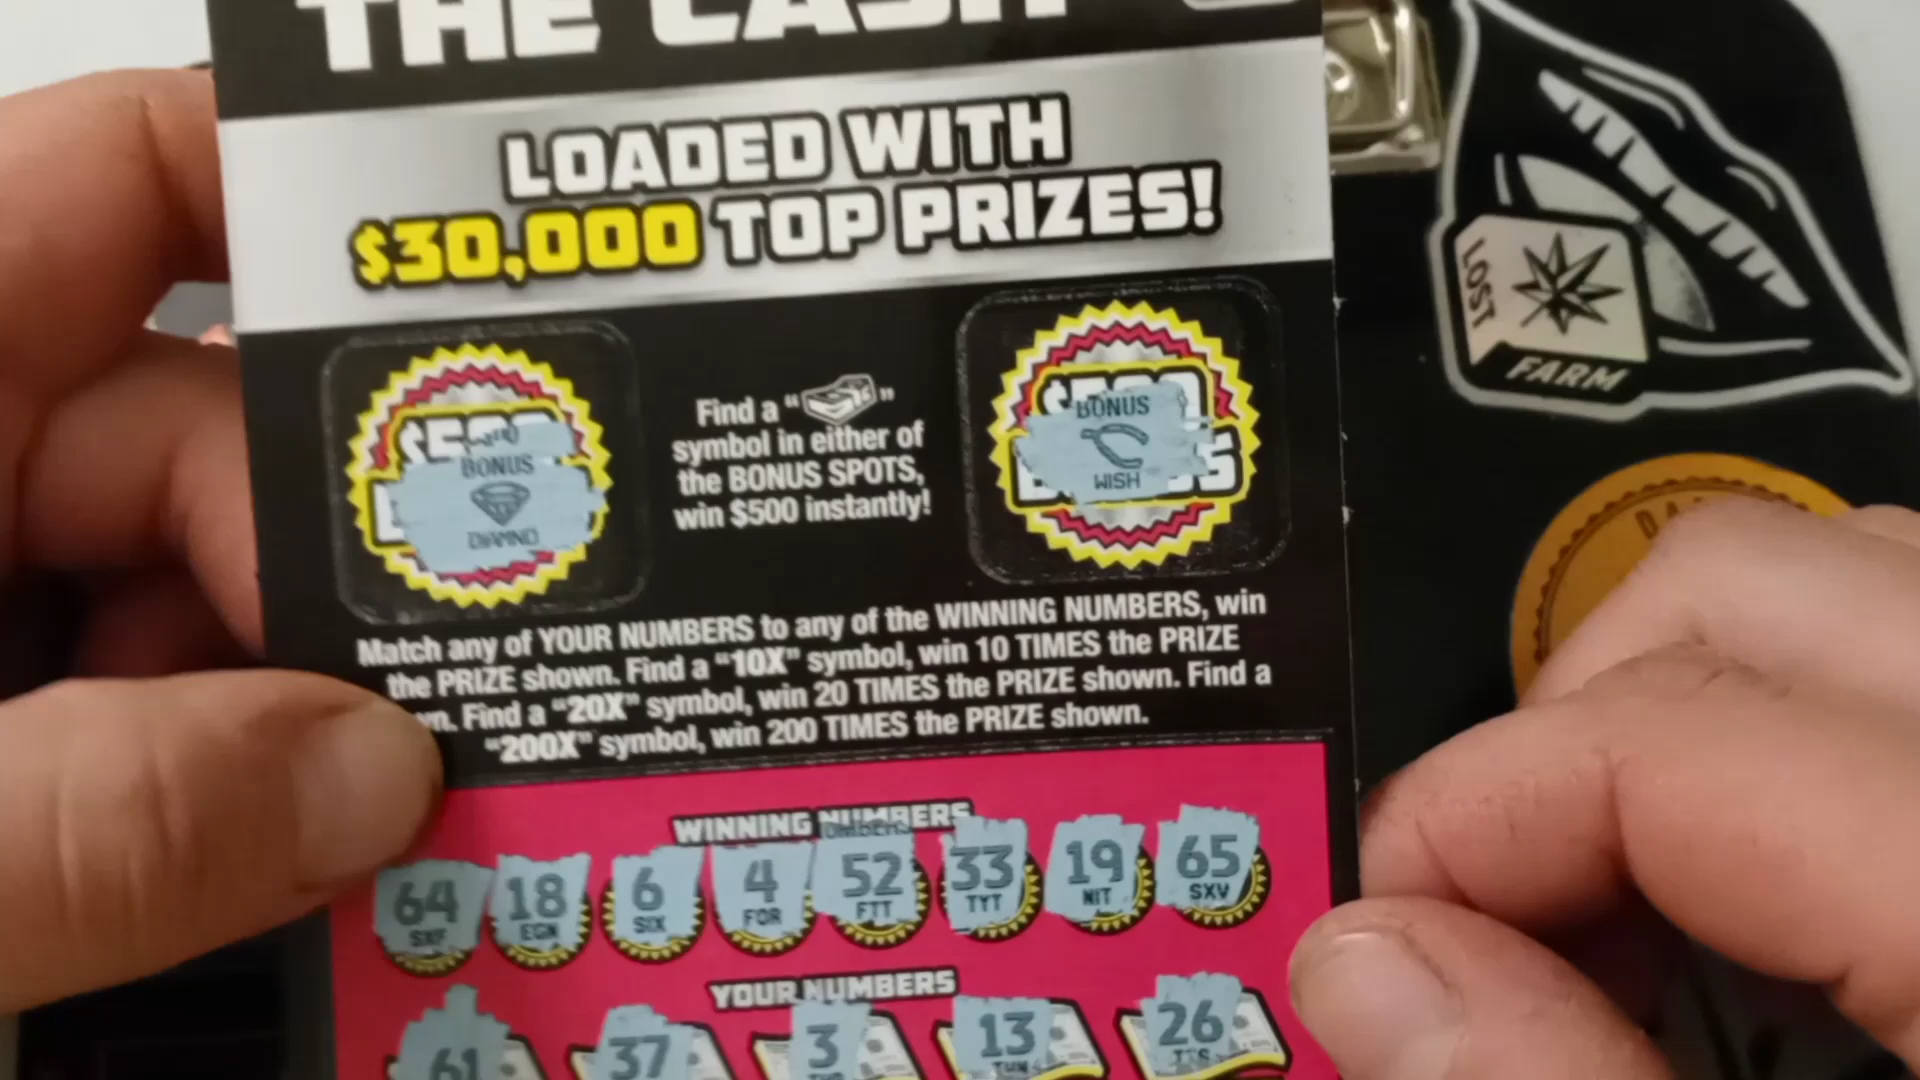 THE CASH
LOADED WITH
$30,000 TOP PRIZES!
BONUS
DIAMND
Find a " "
symbol in either of
the BONUS SPOTS,
win $500 instantly!
BONUS
WISH
Match any of YOUR NUMBERS to any of the WINNING NUMBERS, win
the PRIZE shown. Find a "10X" symbol, win 10 TIMES the PRIZE
wn. Find a "20X" symbol, win 20 TIMES the PRIZE shown. Find a
"200X" symbol, win 200 TIMES the PRIZE shown.
WINNING NUMBERS
64 18 6 4 52 33 19 65
SXF EGN SIX FOR FTT TYT NIT SXV
YOUR NUMBERS
61 37 3 13 26
LOST
FARM